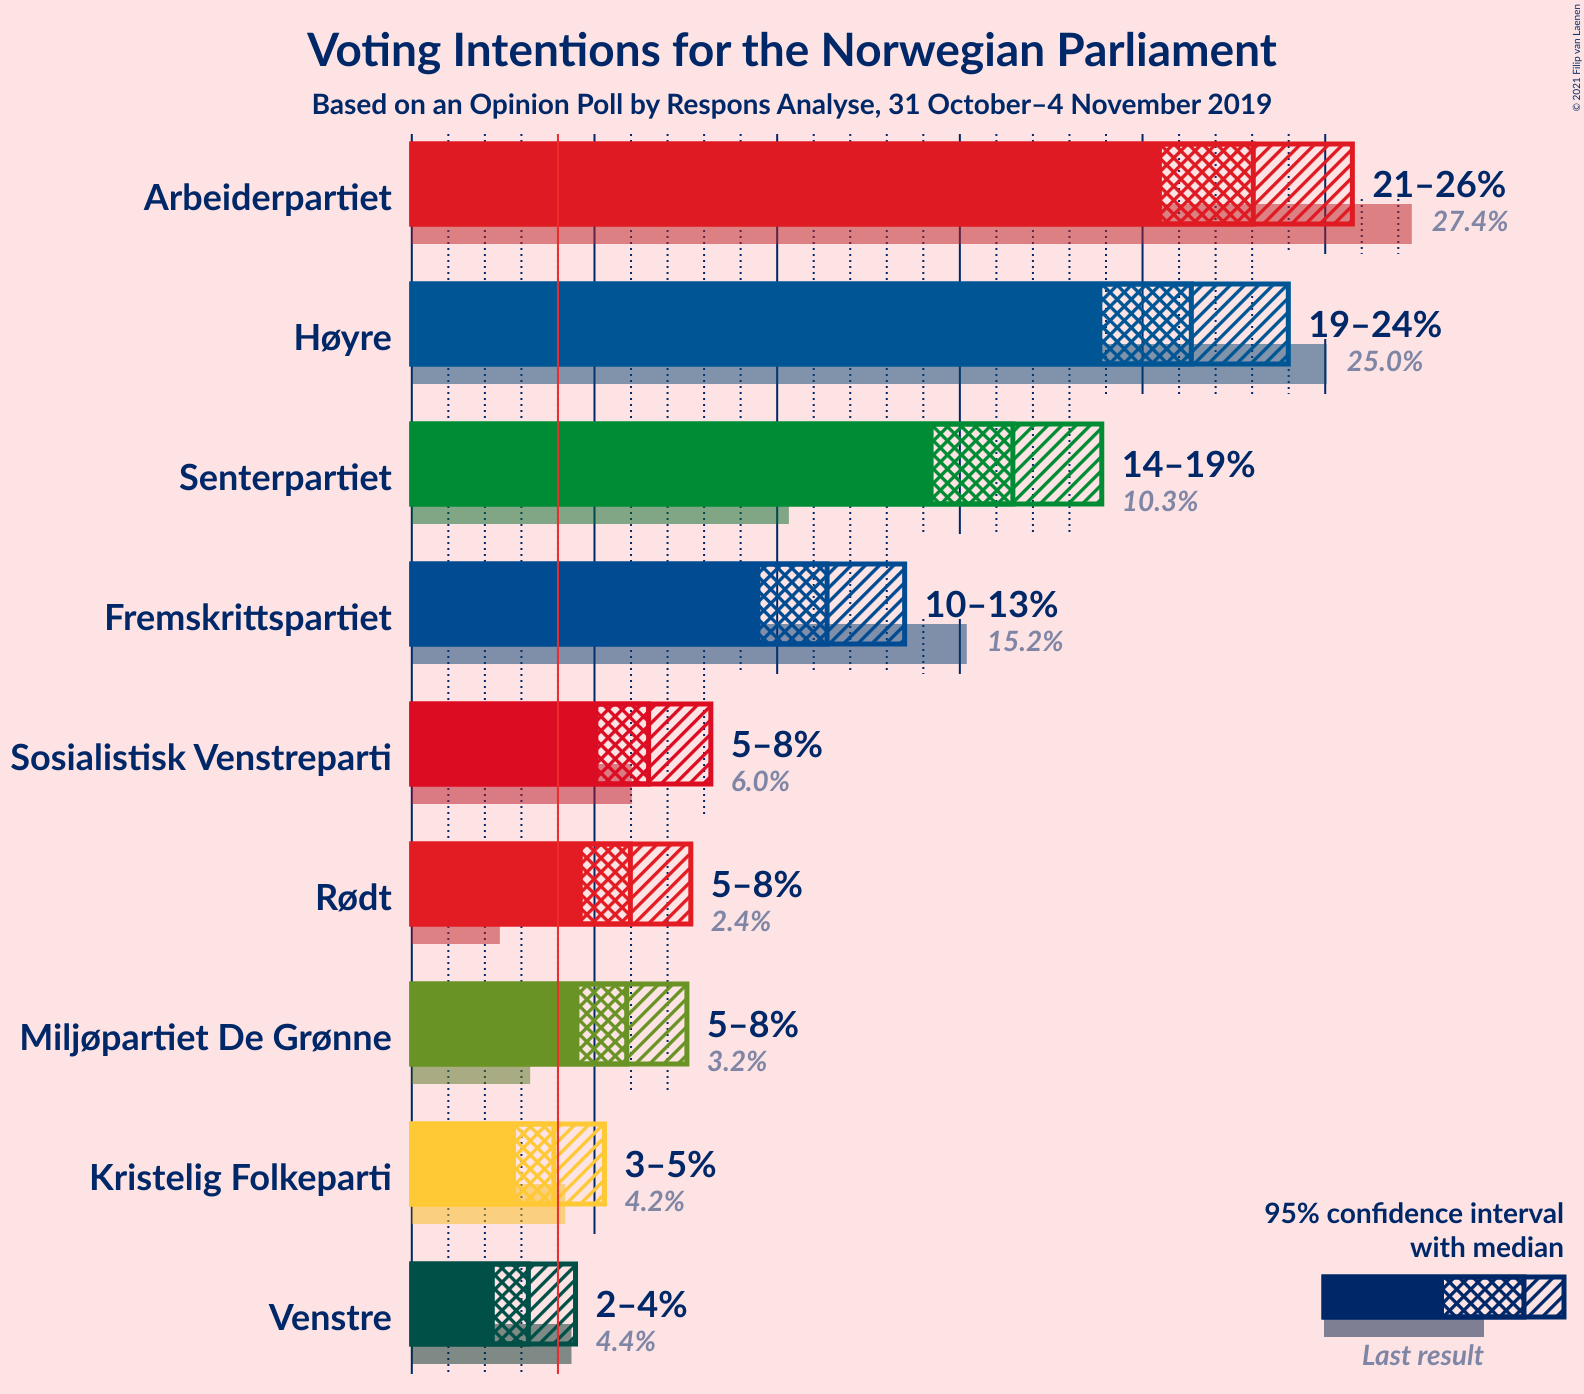 Voting Intentions for the Norwegian Parliament
Based on an Opinion Poll by Respons Analyse, 31 October–4 November 2019
© 2021 Filip van Laenen
Arbeiderpartiet
21–26%
27.4%
Høyre
19–24%
25.0%
Senterpartiet
14–19%
10.3%
Fremskrittspartiet
10–13%
15.2%
Sosialistisk Venstreparti
5–8%
6.0%
Rødt
5–8%
2.4%
Miljøpartiet De Grønne
5–8%
3.2%
Kristelig Folkeparti
3–5%
4.2%
Venstre
2–4%
4.4%
95% confidence interval
with median
Last result